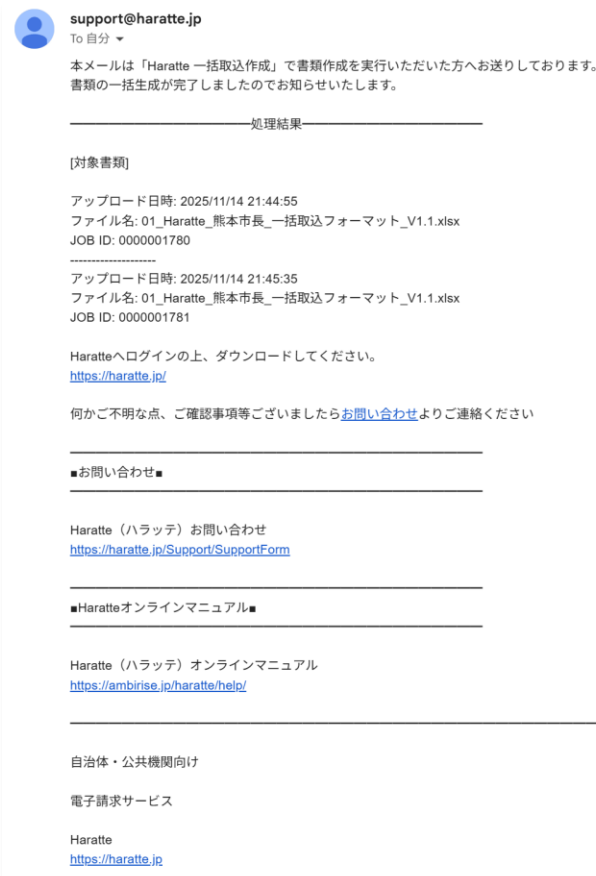 support@haratte.jp
To 自分
本メールは「Haratte 一括取込作成」で書類作成を実行いただいた方へお送りしております。
書類の一括生成が完了しましたのでお知らせいたします。
━━━━━━━━━━━━━━処理結果━━━━━━━━━━━━━━
[対象書類]
アップロード日時: 2025/11/14 21:44:55
ファイル名: 01_Haratte_熊本市長_一括取込フォーマット_V1.1.xlsx
JOB ID: 0000001780
--------------------
アップロード日時: 2025/11/14 21:45:35
ファイル名: 01_Haratte_熊本市長_一括取込フォーマット_V1.1.xlsx
JOB ID: 0000001781
Haratteへログインの上、ダウンロードしてください。
https://haratte.jp/
何かご不明な点、ご確認事項等ございましたらお問い合わせよりご連絡ください
■お問い合わせ■
Haratte（ハラッテ）お問い合わせ
https://haratte.jp/Support/SupportForm
■Haratteオンラインマニュアル■
Haratte（ハラッテ）オンラインマニュアル
https://ambirise.jp/haratte/help/
自治体・公共機関向け
電子請求サービス
Haratte
https://haratte.jp